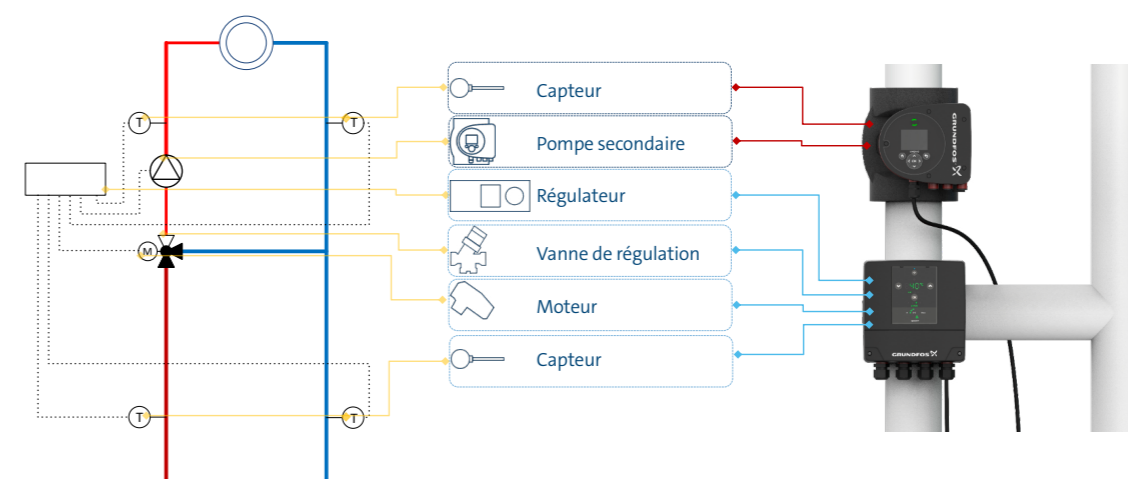 Capteur
T
T
Pompe secondaire
Régulateur
M
Vanne de régulation
Moteur
Capteur
T
T
GRUNDFOS
GRUNDFOS